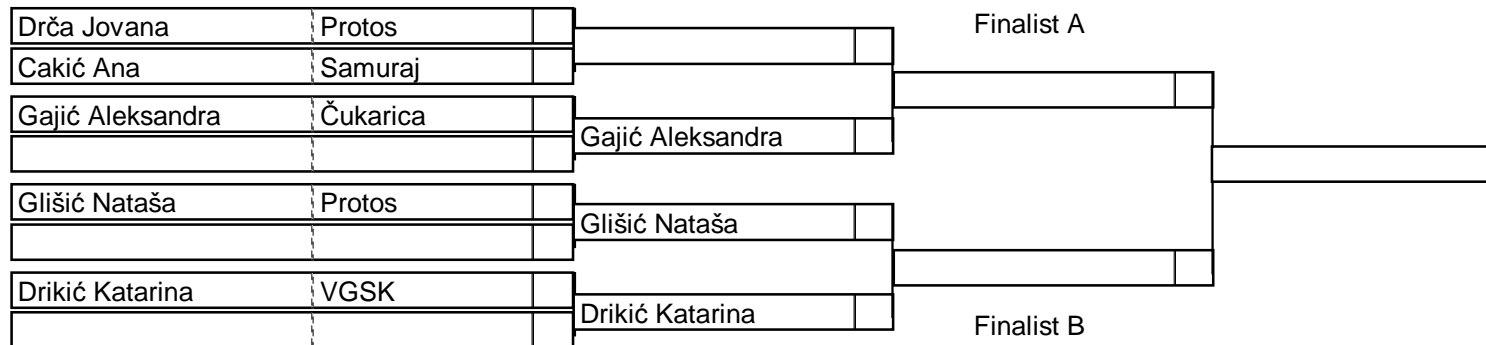 Drča Jovana Protos
Cakić Ana Samuraj
Gajić Aleksandra Čukarica
Glišić Nataša Protos
Drikić Katarina VGSK
Gajić Aleksandra
Glišić Nataša
Drikić Katarina
Finalist A
Finalist B